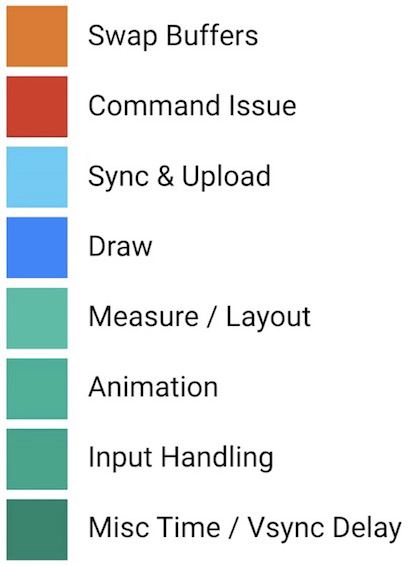 Swap Buffers
Command Issue
Sync & Upload
Draw
Measure / Layout
Animation
Input Handling
Misc Time / Vsync Delay